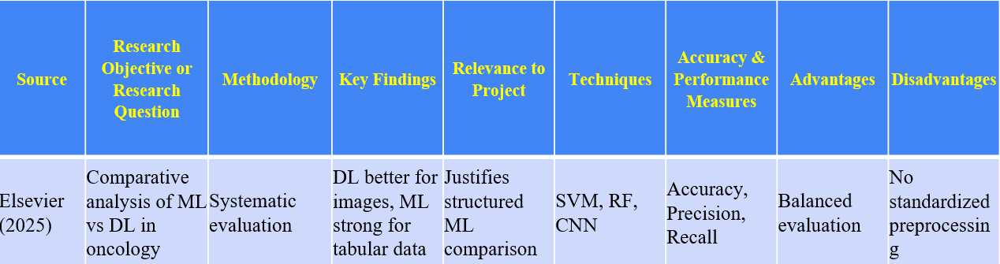 Source
Research
Objective or
Research
Question
Methodology
Key Findings
Relevance to
Project
Techniques
Accuracy &
Performance
Measures
Advantages
Disadvantages
Elsevier
(2025)
Comparative
analysis of ML
vs DL in
oncology
Systematic
evaluation
DL better for
images, ML
strong for
tabular data
Justifies
structured
ML
comparison
SVM, RF,
CNN
Accuracy,
Precision,
Recall
Balanced
evaluation
No
standardized
preprocessin
g